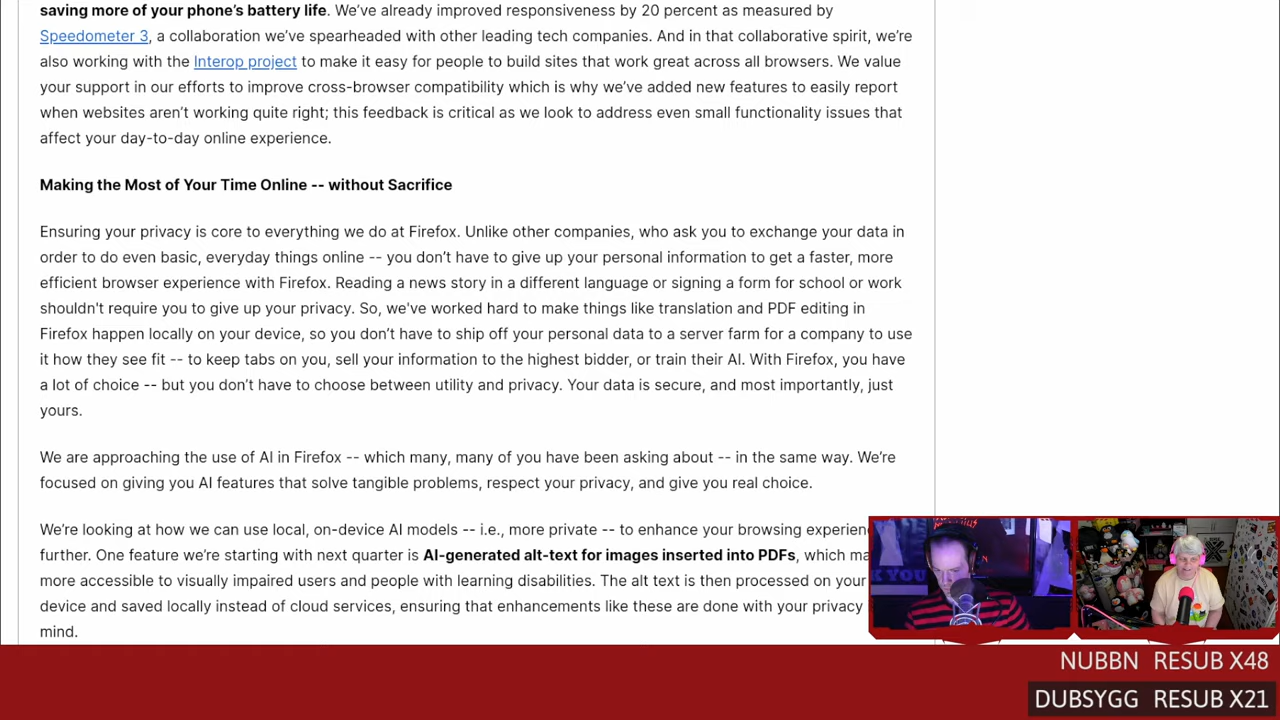 saving more of your phone’s battery life. We’ve already improved responsiveness by 20 percent as measured by
Speedometer 3, a collaboration we’ve spearheaded with other leading tech companies. And in that collaborative spirit, we’re
also working with the Interop project to make it easy for people to build sites that work great across all browsers. We value
your support in our efforts to improve cross-browser compatibility which is why we’ve added new features to easily report
when websites aren’t working quite right; this feedback is critical as we look to address even small functionality issues that
affect your day-to-day online experience.
Making the Most of Your Time Online -- without Sacrifice
Ensuring your privacy is core to everything we do at Firefox. Unlike other companies, who ask you to exchange your data in
order to do even basic, everyday things online -- you don’t have to give up your personal information to get a faster, more
efficient browser experience with Firefox. Reading a news story in a different language or signing a form for school or work
shouldn't require you to give up your privacy. So, we've worked hard to make things like translation and PDF editing in
Firefox happen locally on your device, so you don’t have to ship off your personal data to a server farm for a company to use
it how they see fit -- to keep tabs on you, sell your information to the highest bidder, or train their AI. With Firefox, you have
a lot of choice -- but you don’t have to choose between utility and privacy. Your data is secure, and most importantly, just
yours.
We are approaching the use of AI in Firefox -- which many, many of you have been asking about -- in the same way. We’re
focused on giving you AI features that solve tangible problems, respect your privacy, and give you real choice.
We’re looking at how we can use local, on-device AI models -- i.e., more private -- to enhance your browsing experien
further. One feature we’re starting with next quarter is AI-generated alt-text for images inserted into PDFs, which ma
more accessible to visually impaired users and people with learning disabilities. The alt text is then processed on your
device and saved locally instead of cloud services, ensuring that enhancements like these are done with your privacy
mind.
NUBBN RESUB X48
DUBSYGG RESUB X21